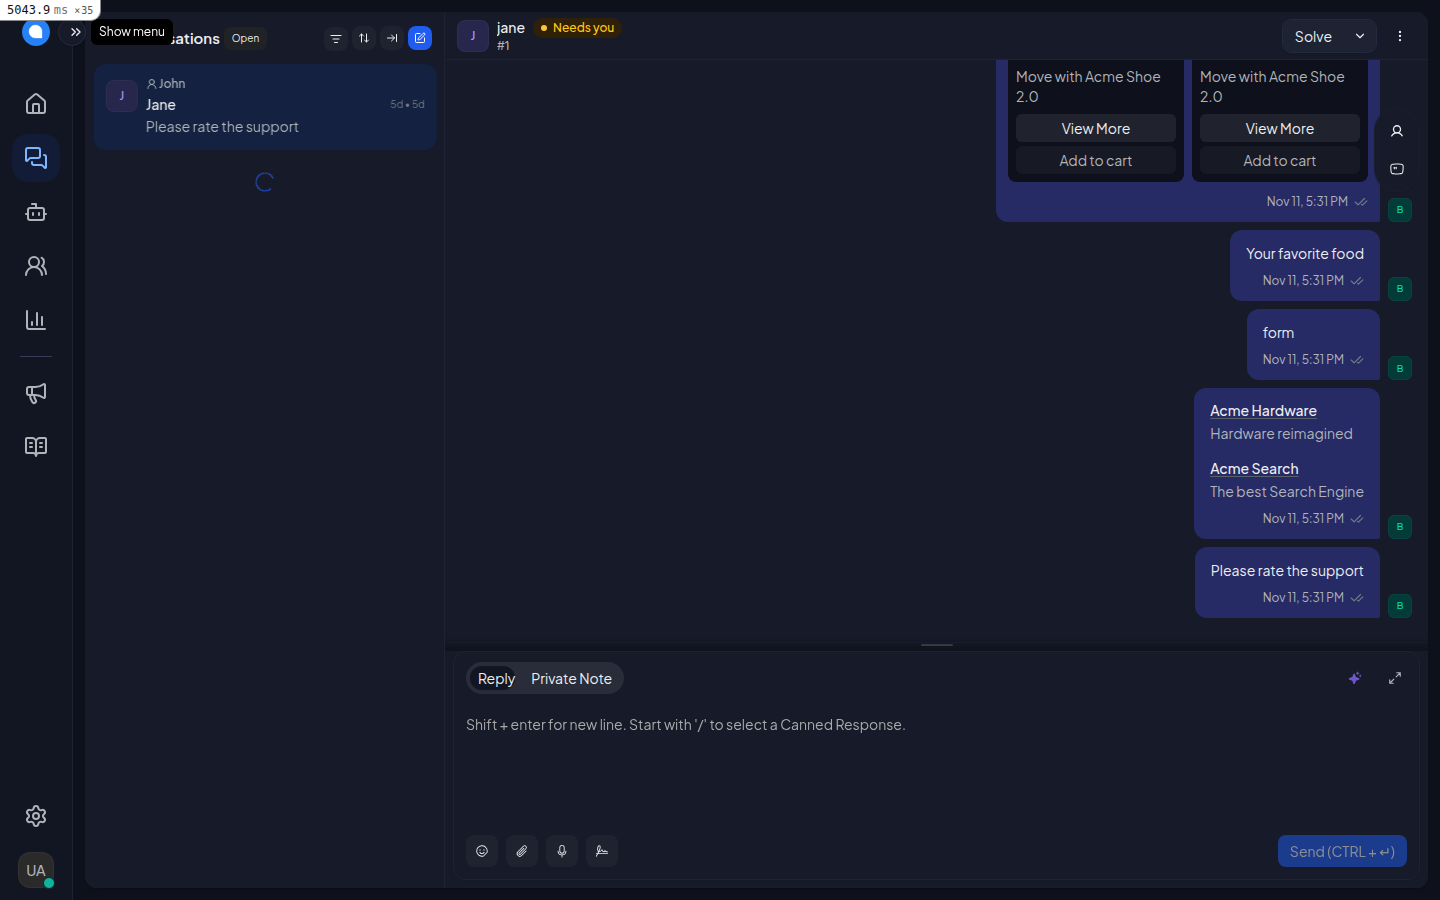 5043.9 ms ×35
Show menu
sations Open
John
J
Jane 5d • 5d
Please rate the support
J
jane Needs you
#1
Solve
Move with Acme Shoe 2.0
View More
Add to cart
Move with Acme Shoe 2.0
View More
Add to cart
Nov 11, 5:31 PM
B
Your favorite food
Nov 11, 5:31 PM
B
form
Nov 11, 5:31 PM
B
Acme Hardware
Hardware reimagined
Acme Search
The best Search Engine
Nov 11, 5:31 PM
B
Please rate the support
Nov 11, 5:31 PM
B
Reply Private Note
Shift + enter for new line. Start with '/' to select a Canned Response.
Send (CTRL + ↵)
UA